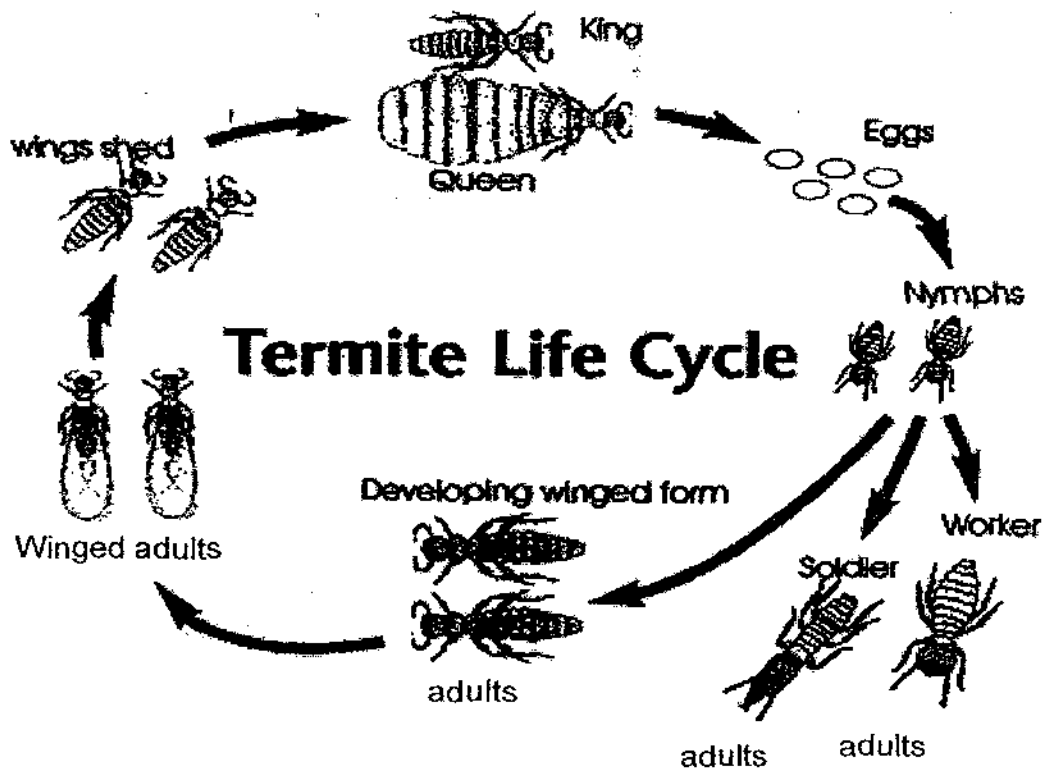 King
Queen
Eggs
Nymphs
wings shed
Termite Life Cycle
Winged adults
Developing winged form
adults
Soldier
adults
Worker
adults